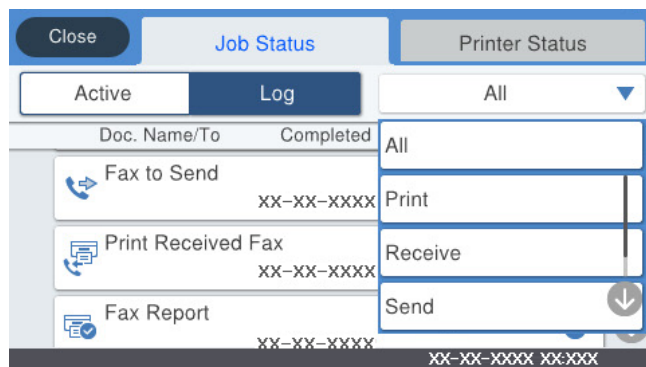 Close Job Status Printer Status
Active Log All
Doc. Name/To Completed
All
Fax to Send
XX-XX-XXXX
Print
Print Received Fax
XX-XX-XXXX
Receive
Fax Report
XX-XX-XXXX
Send
XX-XX-XXXX XX:XXX